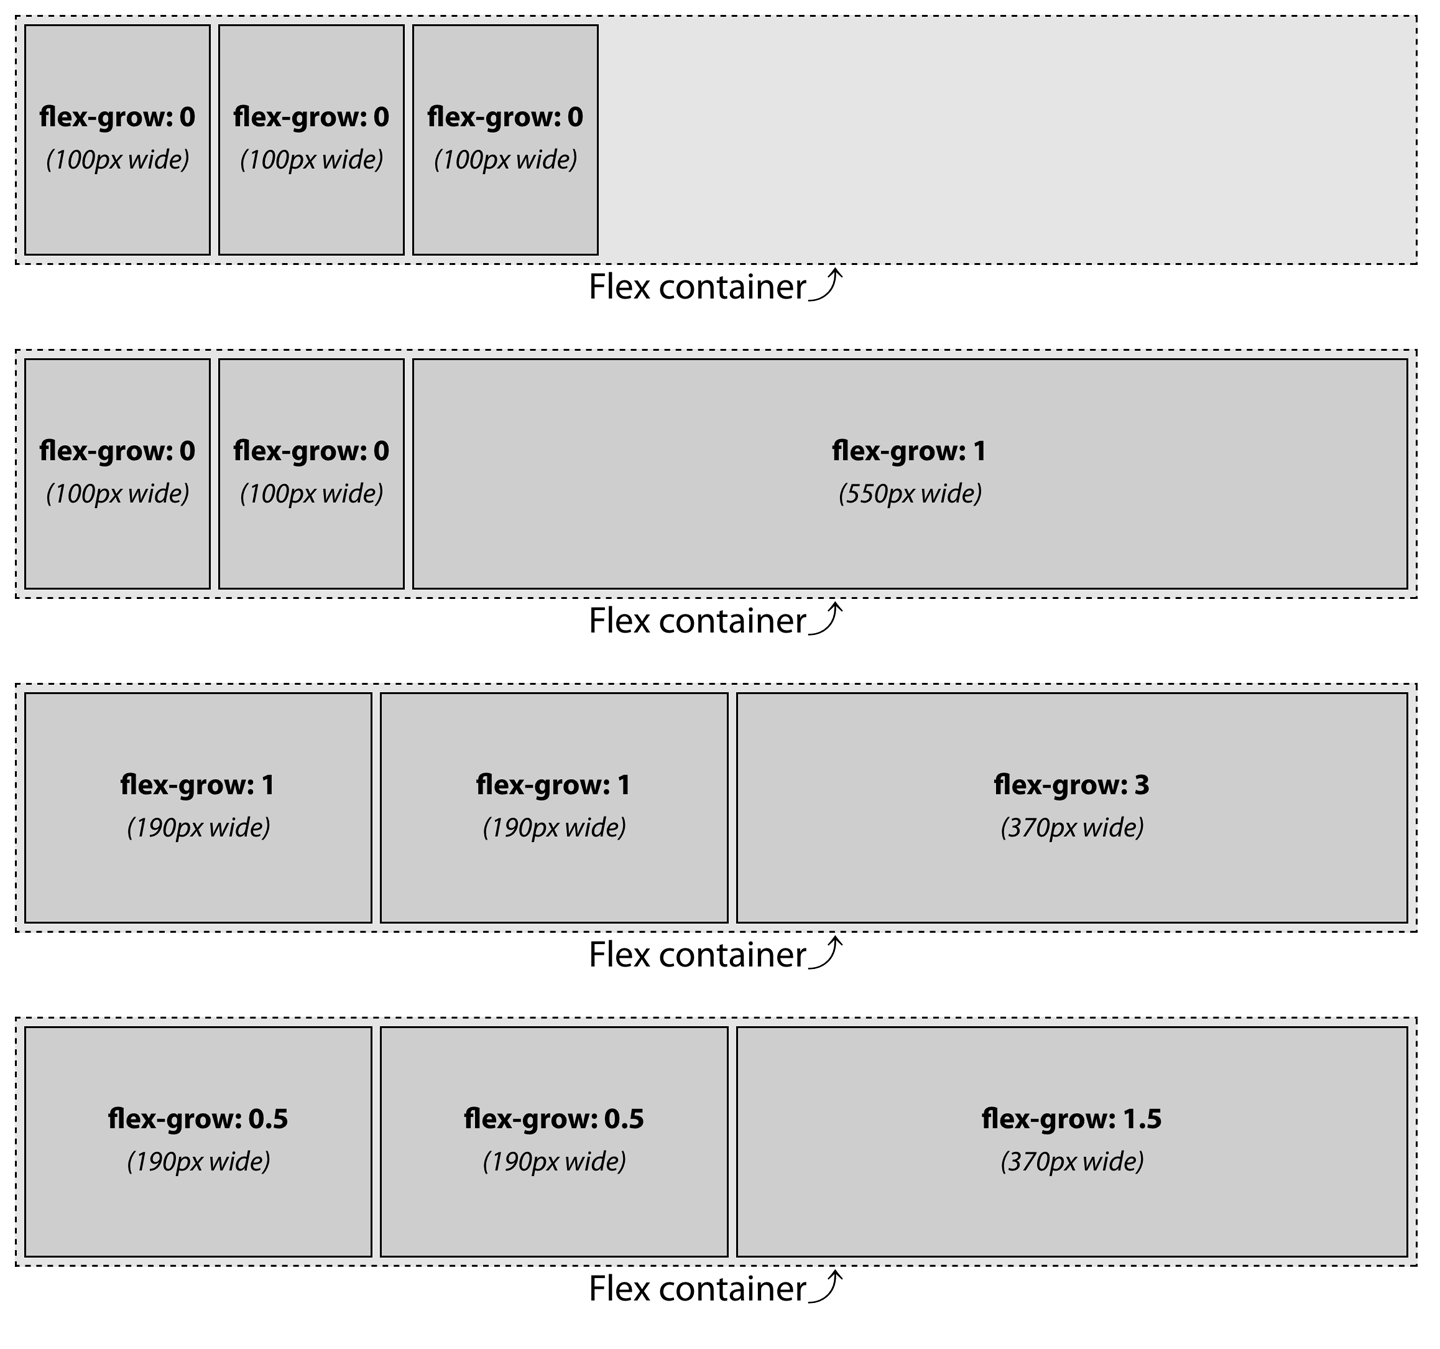 flex-grow: 0 flex-grow: 0 flex-grow: 0
(100px wide) (100px wide) (100px wide)
Flex container
flex-grow: 0 flex-grow: 0 flex-grow: 1
(100px wide) (100px wide) (550px wide)
Flex container
flex-grow: 1 flex-grow: 1 flex-grow: 3
(190px wide) (190px wide) (370px wide)
Flex container
flex-grow: 0.5 flex-grow: 0.5 flex-grow: 1.5
(190px wide) (190px wide) (370px wide)
Flex container